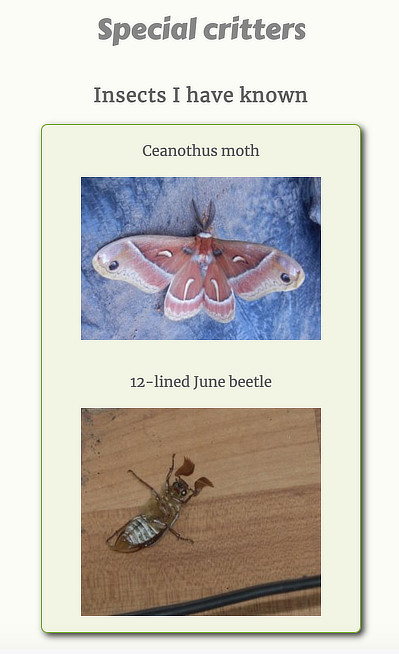 Special critters
Insects I have known
Ceanothus moth
12-lined June beetle